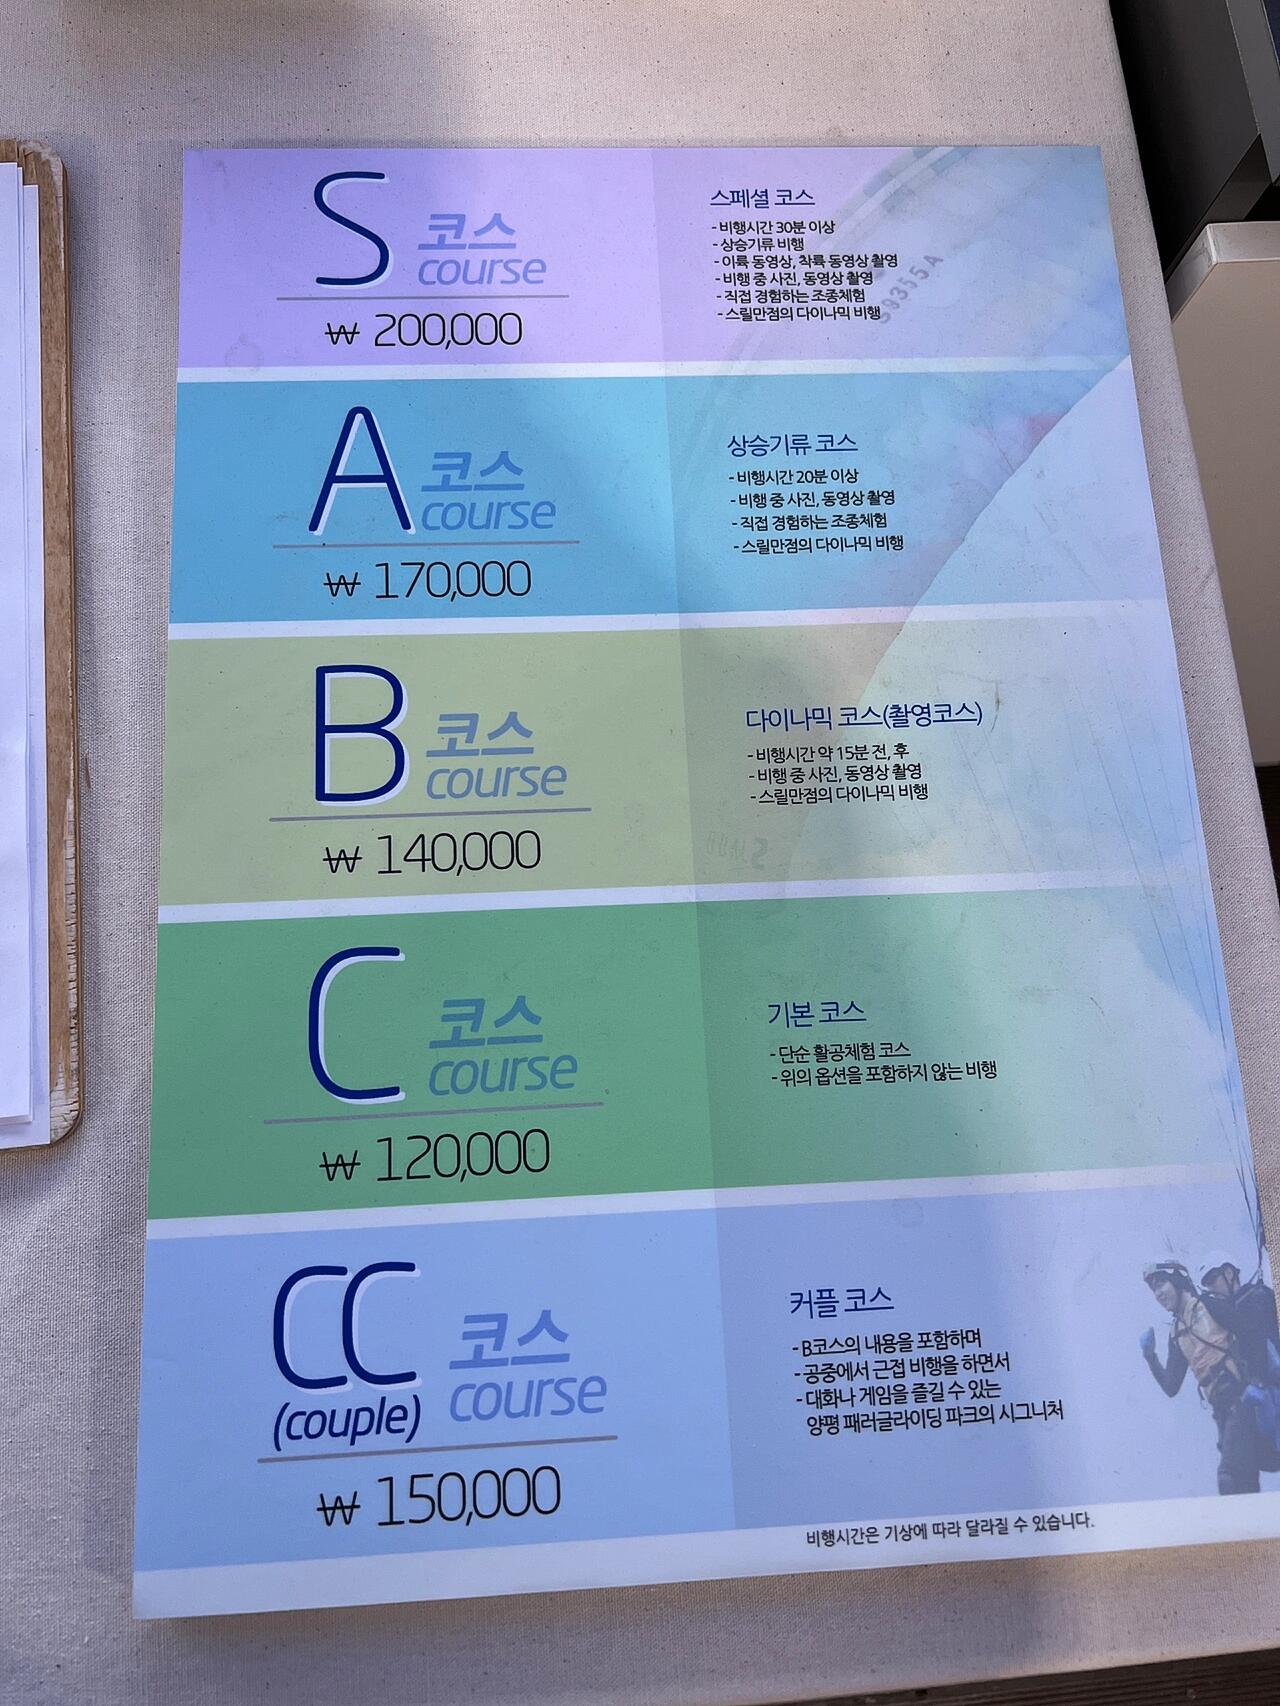 S 코스
course
₩ 200,000
스페셜 코스
- 비행시간 30분 이상
- 상승기류 비행
- 이륙 동영상, 착륙 동영상 촬영
- 비행 중 사진, 동영상 촬영
- 직접 경험하는 조종체험
- 스릴만점의 다이나믹 비행
A 코스
course
₩ 170,000
상승기류 코스
- 비행시간 20분 이상
- 비행 중 사진, 동영상 촬영
- 직접 경험하는 조종체험
- 스릴만점의 다이나믹 비행
B 코스
course
₩ 140,000
다이나믹 코스(촬영코스)
- 비행시간 약 15분 전, 후
- 비행 중 사진, 동영상 촬영
- 스릴만점의 다이나믹 비행
C 코스
course
₩ 120,000
기본 코스
- 단순 활공체험 코스
- 위의 옵션을 포함하지 않는 비행
CC 코스
(couple) course
₩ 150,000
커플 코스
- B코스의 내용을 포함하며
- 공중에서 근접 비행을 하면서
- 대화나 게임을 즐길 수 있는
양평 패러글라이딩 파크의 시그니처
비행시간은 기상에 따라 달라질 수 있습니다.